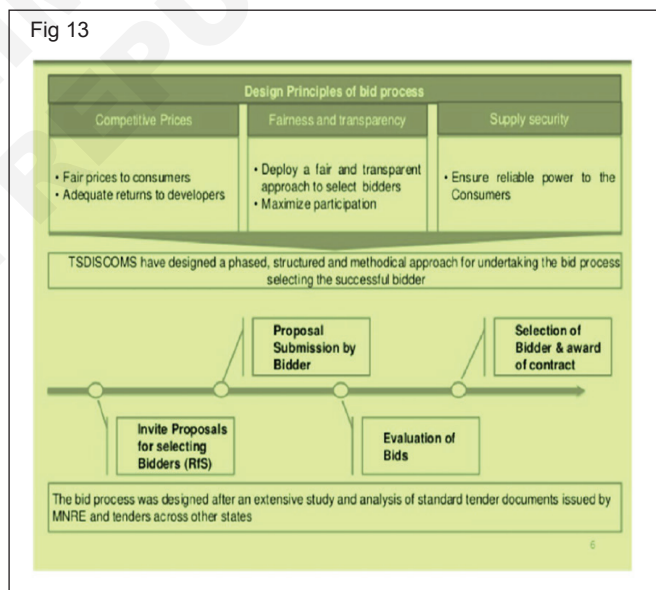 Fig 13
Design Principles of bid process
Competitive Prices
Fairness and transparency
Supply security
• Fair prices to consumers
• Adequate returns to developers
• Deploy a fair and transparent
approach to select bidders
• Maximize participation
• Ensure reliable power to the
Consumers
TSDISCOMS have designed a phased, structured and methodical approach for undertaking the bid process
selecting the successful bidder
Proposal
Submission by
Bidder
Selection of
Bidder & award
of contract
Invite Proposals
for selecting
Bidders (RfS)
Evaluation of
Bids
The bid process was designed after an extensive study and analysis of standard tender documents issued by
MNRE and tenders across other states
6